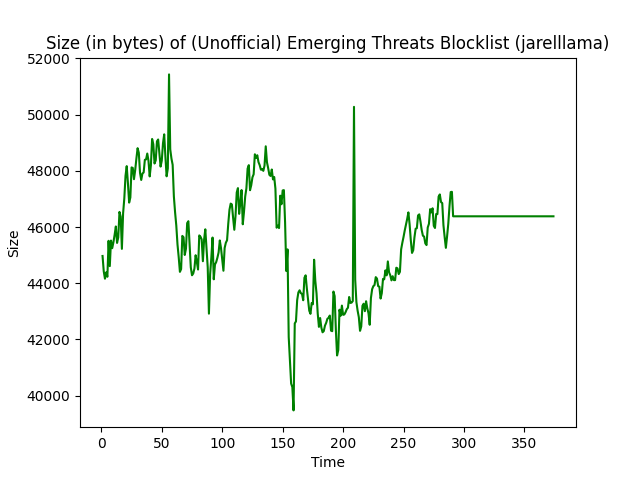 Size (in bytes) of (Unofficial) Emerging Threats Blocklist (jarelllama)
52000
50000
48000
46000
44000
42000
40000
Size
0 50 100 150 200 250 300 350
Time